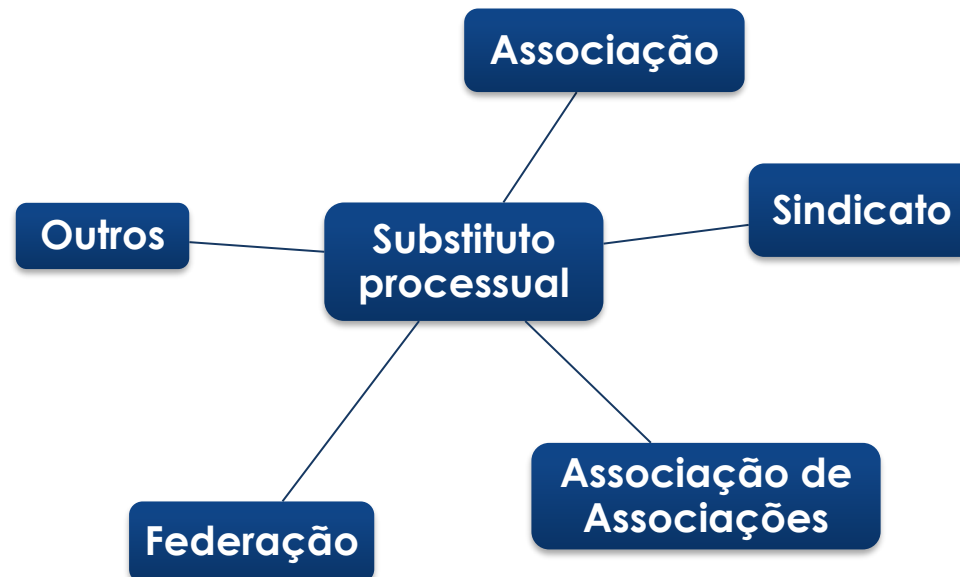 Associação
Sindicato
Outros
Substituto
processual
Associação de
Associações
Federação